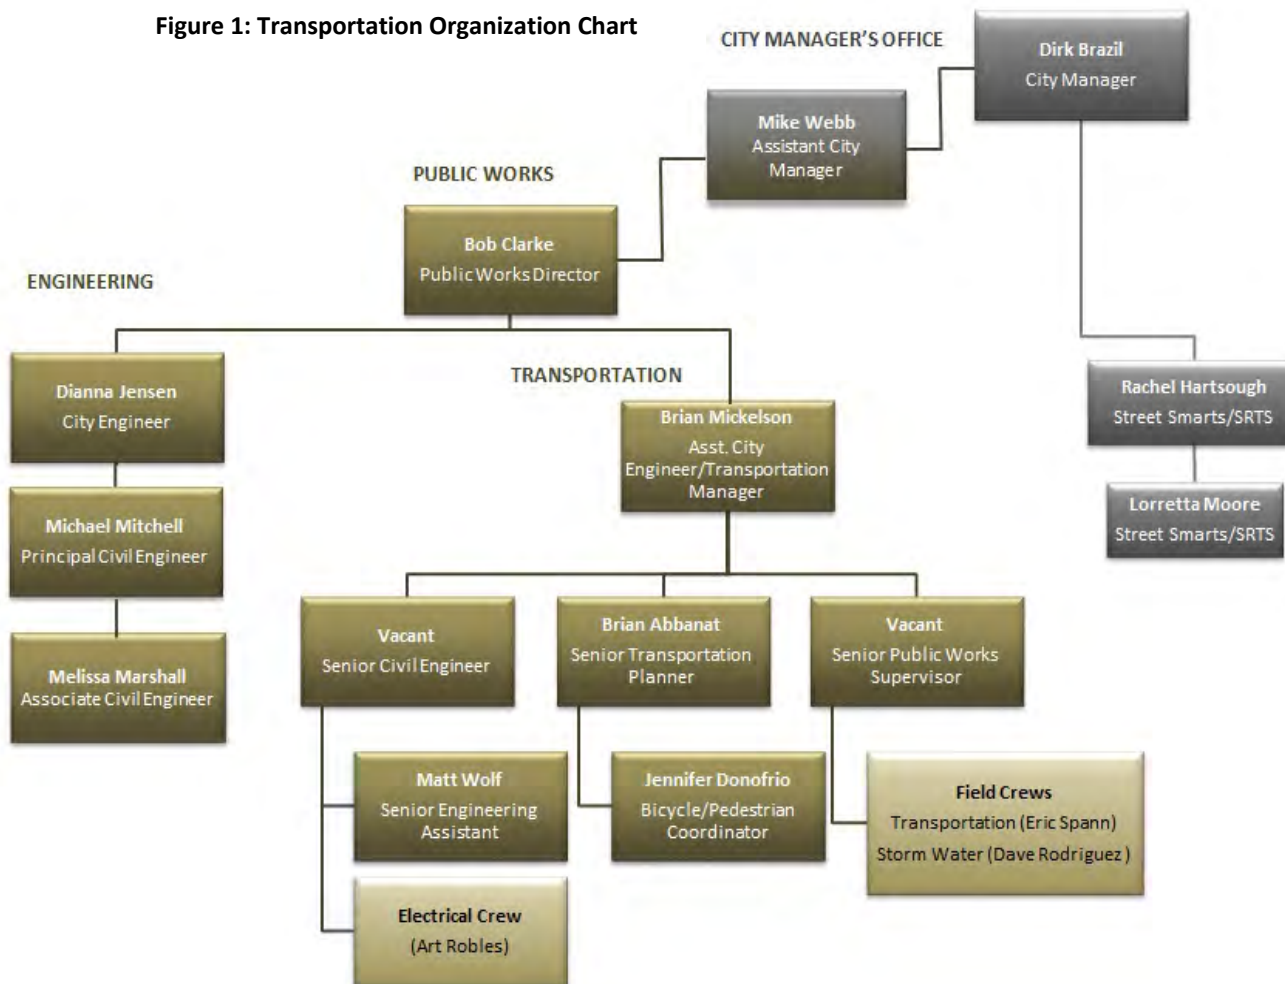 Figure 1: Transportation Organization Chart
CITY MANAGER'S OFFICE
Dirk Brazil
City Manager
Mike Webb
Assistant City
Manager
PUBLIC WORKS
Bob Clarke
Public Works Director
ENGINEERING
Dianna Jensen
City Engineer
TRANSPORTATION
Brian Mickelson
Asst. City
Engineer/Transportation
Manager
Rachel Hartsough
Street Smarts/SRTS
Lorretta Moore
Street Smarts/SRTS
Michael Mitchell
Principal Civil Engineer
Melissa Marshall
Associate Civil Engineer
Vacant
Senior Civil Engineer
Brian Abbanat
Senior Transportation
Planner
Vacant
Senior Public Works
Supervisor
Matt Wolf
Senior Engineering
Assistant
Jennifer Donofrio
Bicycle/Pedestrian
Coordinator
Field Crews
Transportation (Eric Spann)
Storm Water (Dave Rodriguez )
Electrical Crew
(Art Robles)